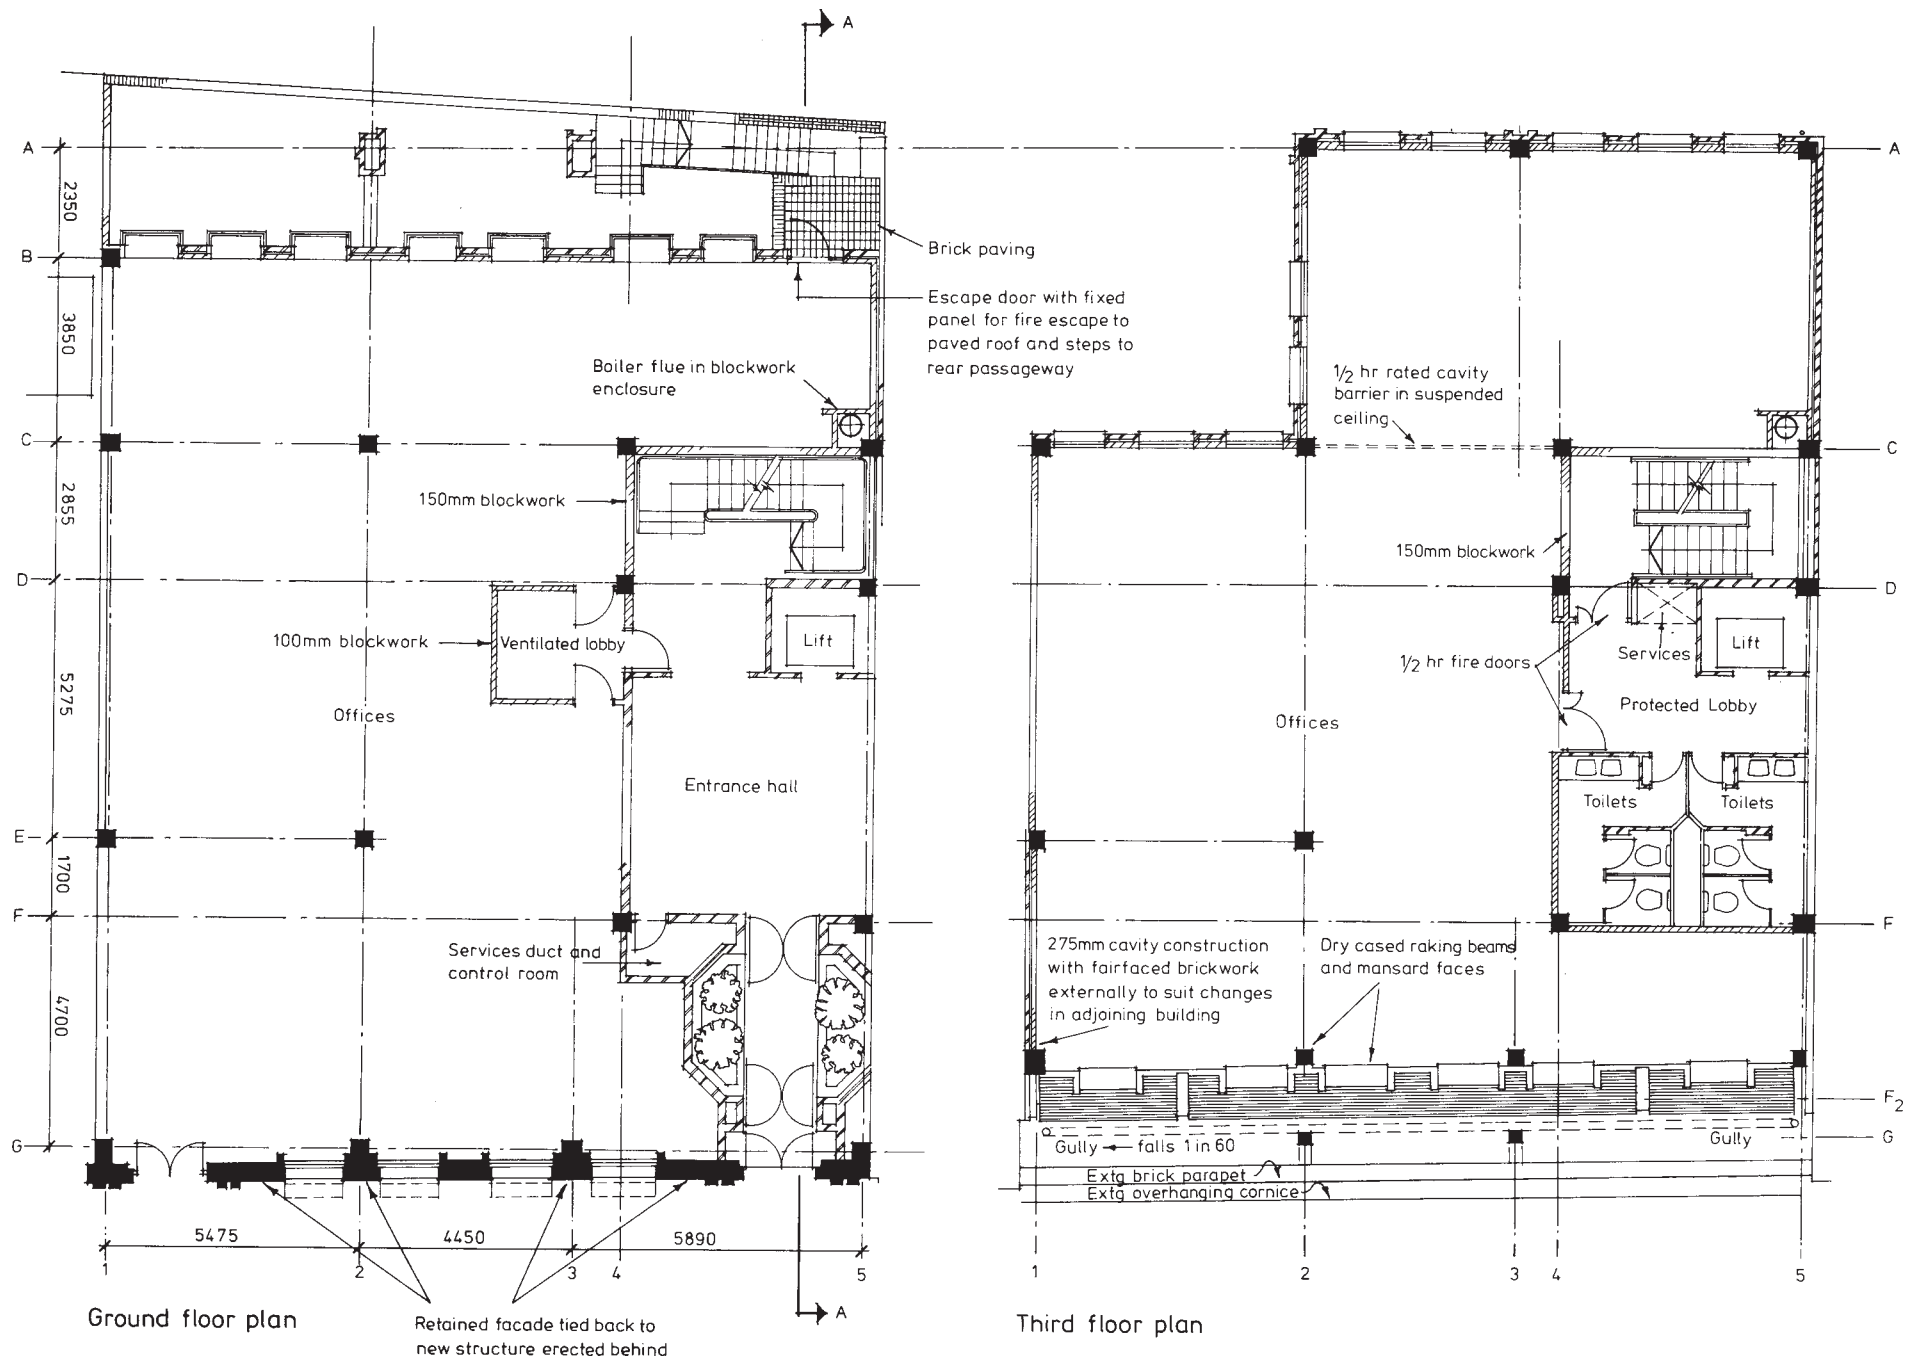 A
A
2350
B
3850
C
2855
D
5275
E
1700
F
4700
G
Brick paving
Escape door with fixed
panel for fire escape to
paved roof and steps to
rear passageway
Boiler flue in blockwork
enclosure
150mm blockwork
100mm blockwork
Ventilated lobby
Lift
Offices
Entrance hall
Services duct and
control room
5475
4450
5890
1
2
3
4
5
A
Ground floor plan
Retained facade tied back to
new structure erected behind
A
1/2 hr rated cavity
barrier in suspended
ceiling
C
150mm blockwork
D
1/2 hr fire doors
Services
Lift
Protected Lobby
Offices
Toilets
Toilets
F
275mm cavity construction
with fairfaced brickwork
externally to suit changes
in adjoining building
Dry cased raking beams
and mansard faces
F2
G
Gully
falls 1 in 60
Gully
Extg brick parapet
Extg overhanging cornice
1
2
3
4
5
Third floor plan